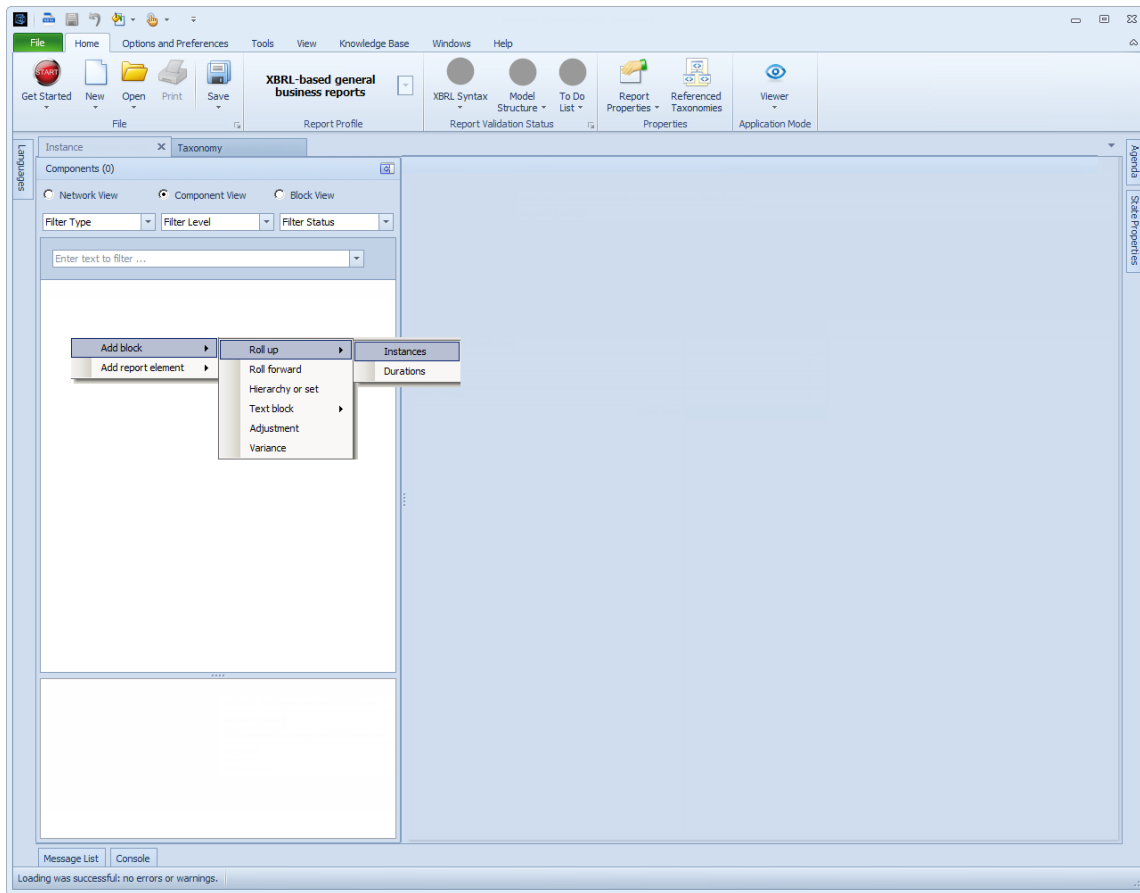 File Home Options and Preferences Tools View Knowledge Base Windows Help
START
Get Started New Open Print Save
XBRL-based general
business reports
XBRL Syntax Model
Structure To Do
List Report
Properties Referenced
Taxonomies Viewer
File Report Profile Report Validation Status Properties Application Mode
Languages
Instance Taxonomy
Agenda
State Properties
Components (0)
Network View Component View Block View
Filter Type Filter Level Filter Status
Enter text to filter ...
Add block
Add report element
Roll up
Roll forward
Hierarchy or set
Text block
Adjustment
Variance
Instances
Durations
Message List Console
Loading was successful: no errors or warnings.